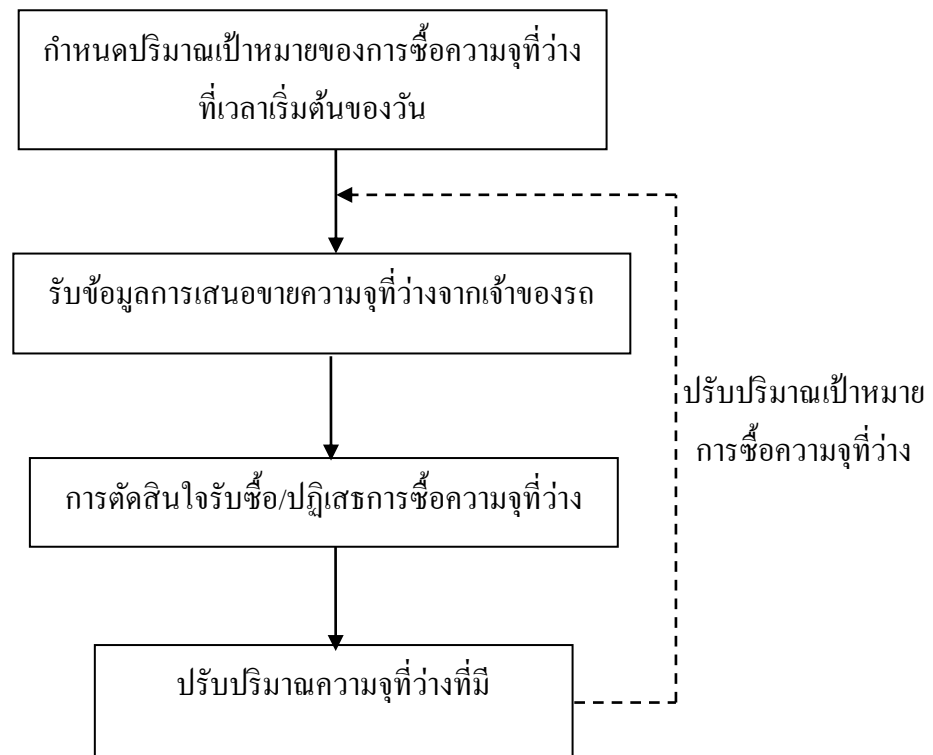 กำหนดปริมาณเป้าหมายของการซื้อความจุที่ว่าง
ที่เวลาเริ่มต้นของวัน
รับข้อมูลการเสนอขายความจุที่ว่างจากเจ้าของรถ
ปรับปริมาณเป้าหมาย
การซื้อความจุที่ว่าง
การตัดสินใจรับซื้อ/ปฏิเสธการซื้อความจุที่ว่าง
ปรับปริมาณความจุที่ว่างที่มี